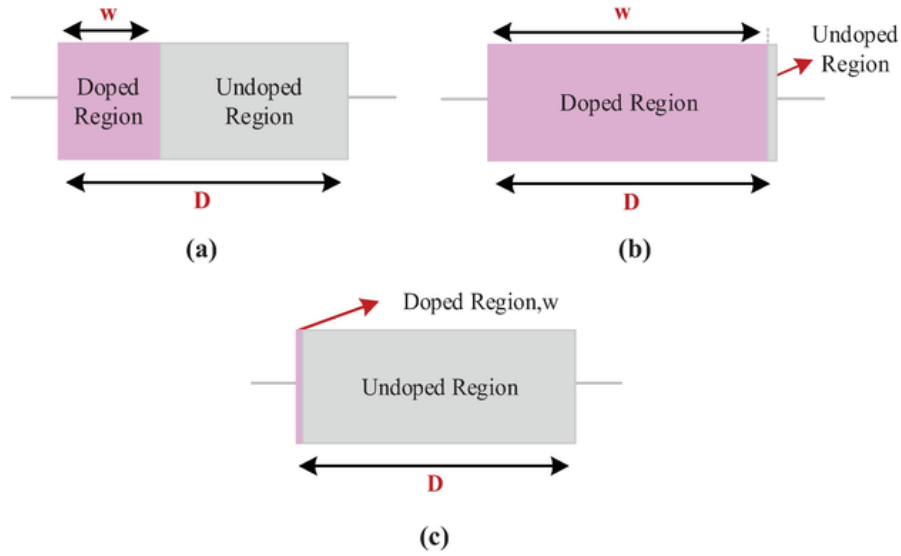 w
Doped
Region
Undoped
Region
D
(a)
w
Undoped
Region
Doped Region
D
(b)
Doped Region,w
Undoped Region
D
(c)